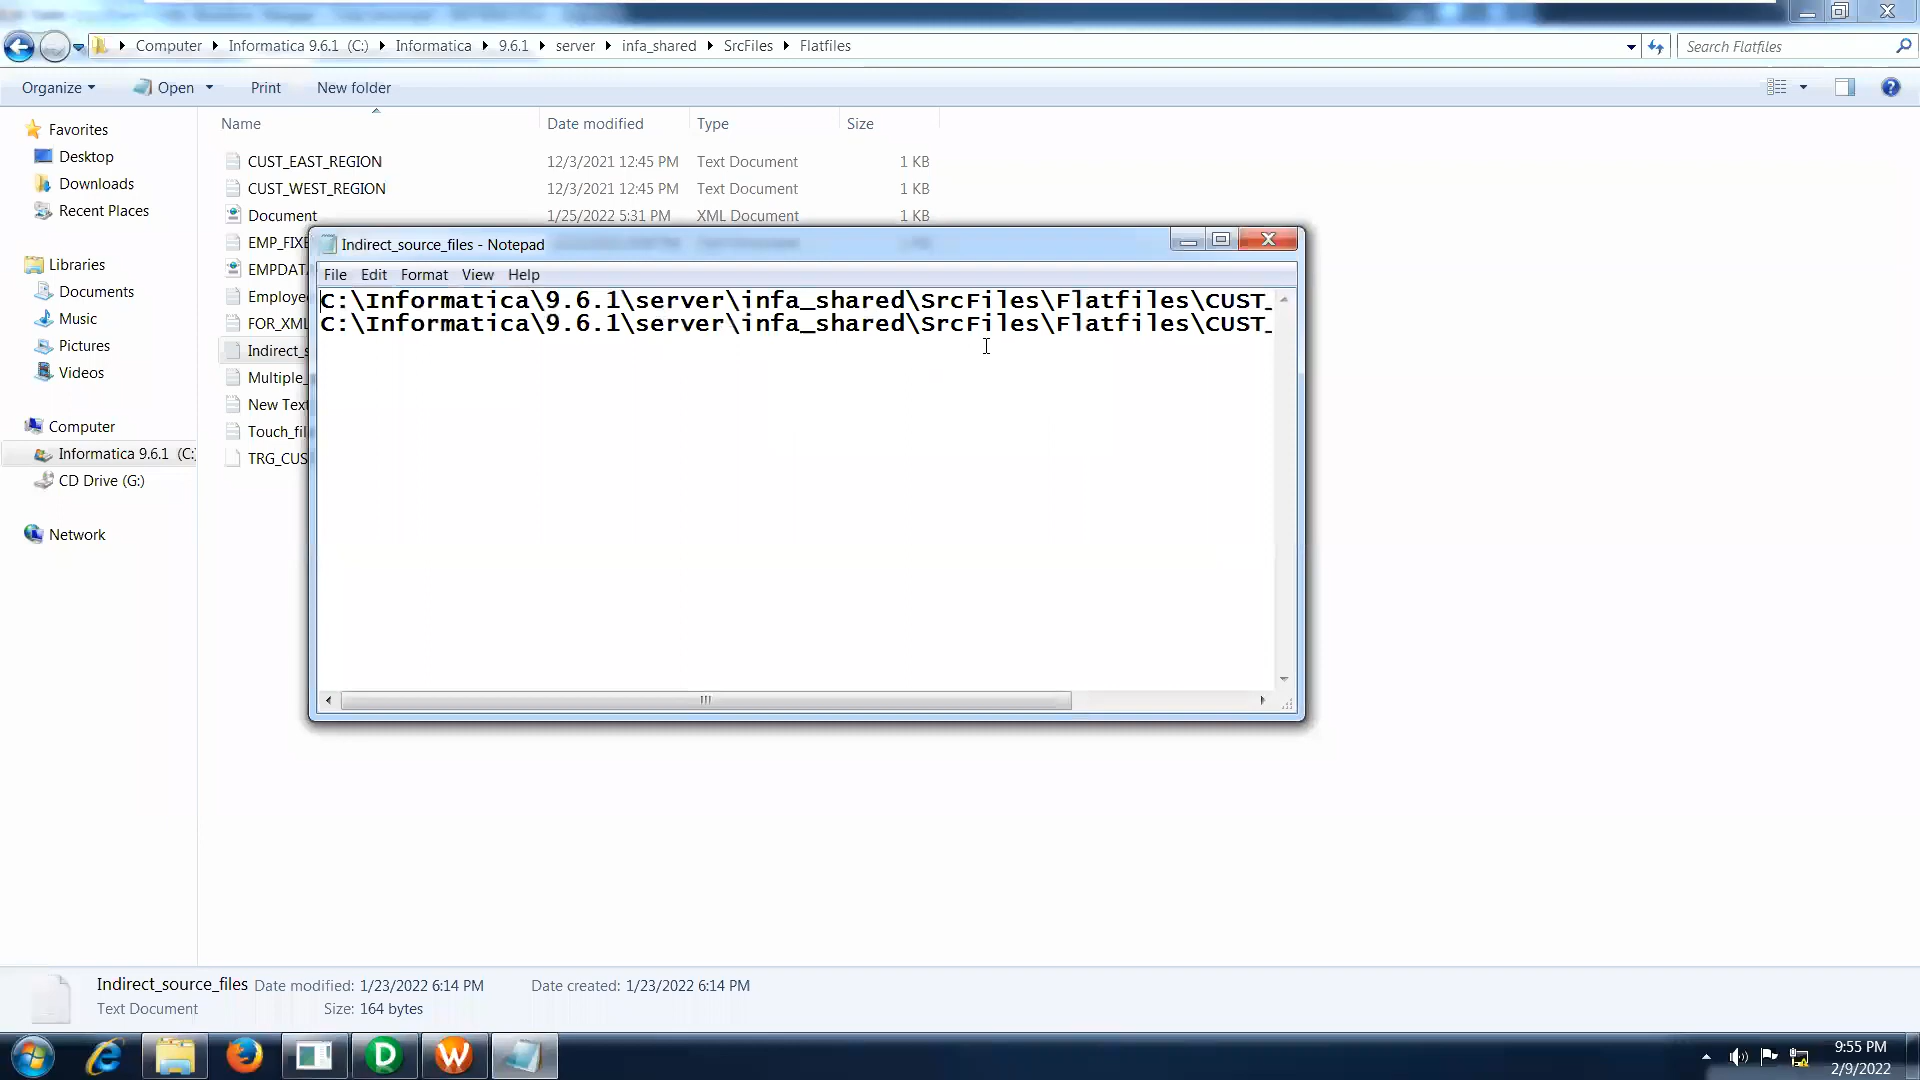 Computer Informatica 9.6.1 (C:) Informatica 9.6.1 server infa_shared SrcFiles Flatfiles
Search Flatfiles
Organize Open Print New folder
Name Date modified Type Size
Favorites
Desktop
Downloads
Recent Places
Libraries
Documents
Music
Pictures
Videos
Computer
Informatica 9.6.1 (C:
CD Drive (G:)
Network
CUST_EAST_REGION 12/3/2021 12:45 PM Text Document 1 KB
CUST_WEST_REGION 12/3/2021 12:45 PM Text Document 1 KB
Document 1/25/2022 5:31 PM XML Document 1 KB
EMP_FIXE
EMPDATA
Employe
FOR_XML
Indirect_s
Multiple_
New Text
Touch_fil
TRG_CUS
Indirect_source_files - Notepad
File Edit Format View Help
C:\Informatica\9.6.1\server\infa_shared\SrcFiles\Flatfiles\CUST_
C:\Informatica\9.6.1\server\infa_shared\SrcFiles\Flatfiles\CUST_
Indirect_source_files Date modified: 1/23/2022 6:14 PM Date created: 1/23/2022 6:14 PM
Text Document Size: 164 bytes
9:55 PM
2/9/2022